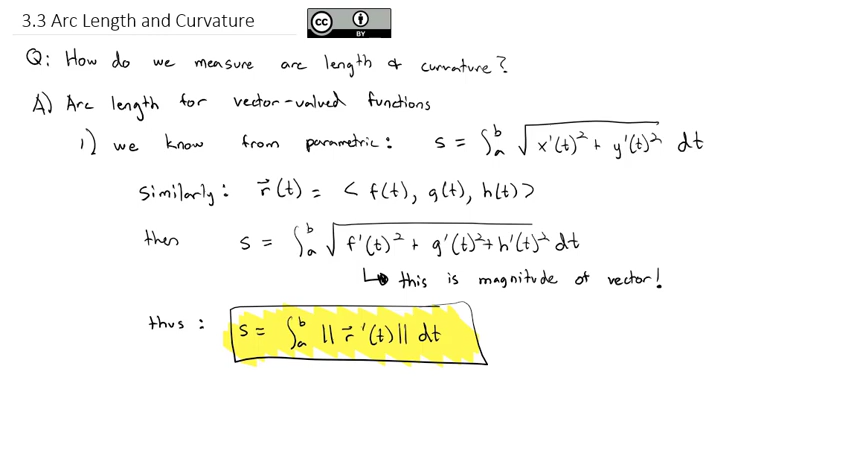 3.3 Arc Length and Curvature
cc BY
Q: How do we measure arc length & curvature?
A) Arc length for vector-valued functions
1) we know from parametric: s = ∫ₐᵇ √(x'(t)² + y'(t)²) dt
similarly: r⃗(t) = < f(t), g(t), h(t) >
then s = ∫ₐᵇ √(f'(t)² + g'(t)² + h'(t)²) dt
↳ this is magnitude of vector!
thus: s = ∫ₐᵇ ||r⃗'(t)|| dt